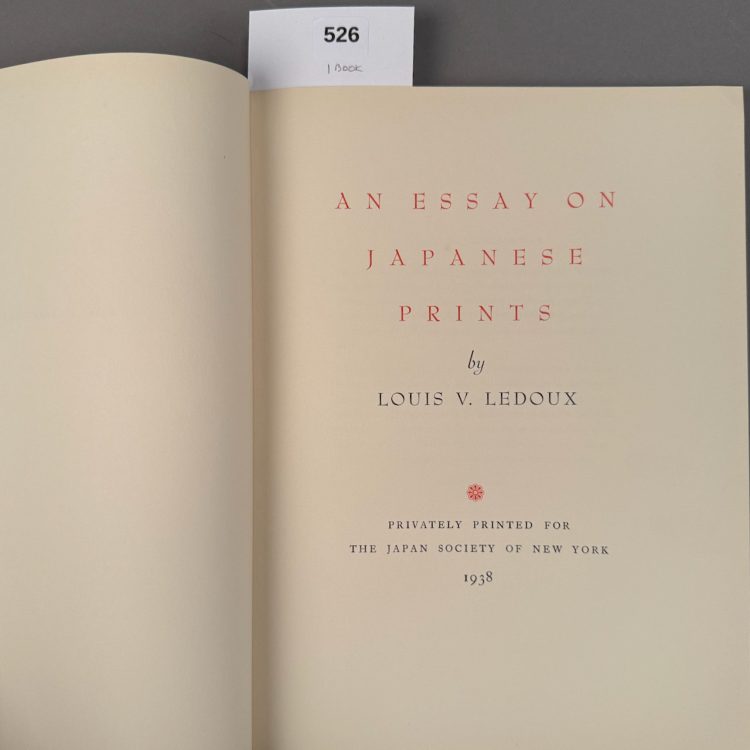 526
1 BOOK
AN ESSAY ON
JAPANESE
PRINTS
by
LOUIS V. LEDOUX
PRIVATELY PRINTED FOR
THE JAPAN SOCIETY OF NEW YORK
1938